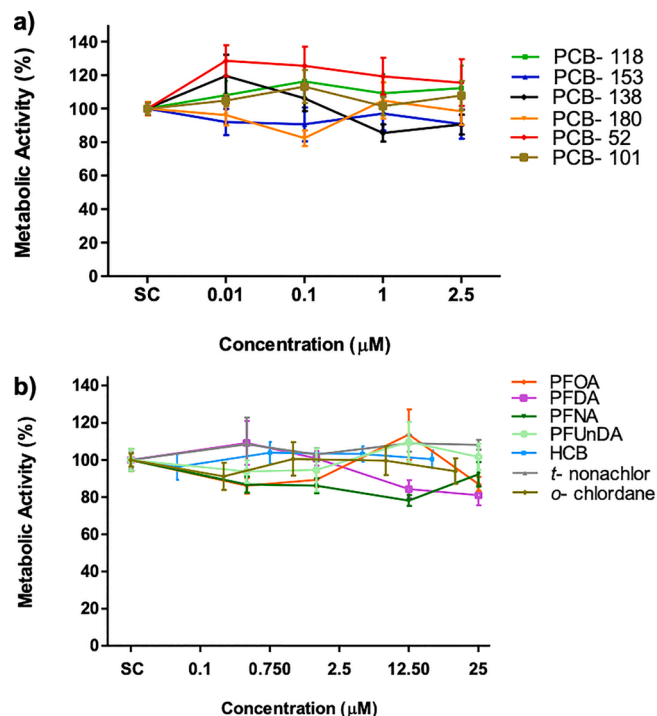 a)
Metabolic Activity (%)
140
120
100
80
60
40
20
0
SC 0.01 0.1 1 2.5
Concentration (μM)
PCB- 118
PCB- 153
PCB- 138
PCB- 180
PCB- 52
PCB- 101
b)
Metabolic Activity (%)
140
120
100
80
60
40
20
0
SC 0.1 0.750 2.5 12.50 25
Concentration (μM)
PFOA
PFDA
PFNA
PFUnDA
HCB
t- nonachlor
o- chlordane